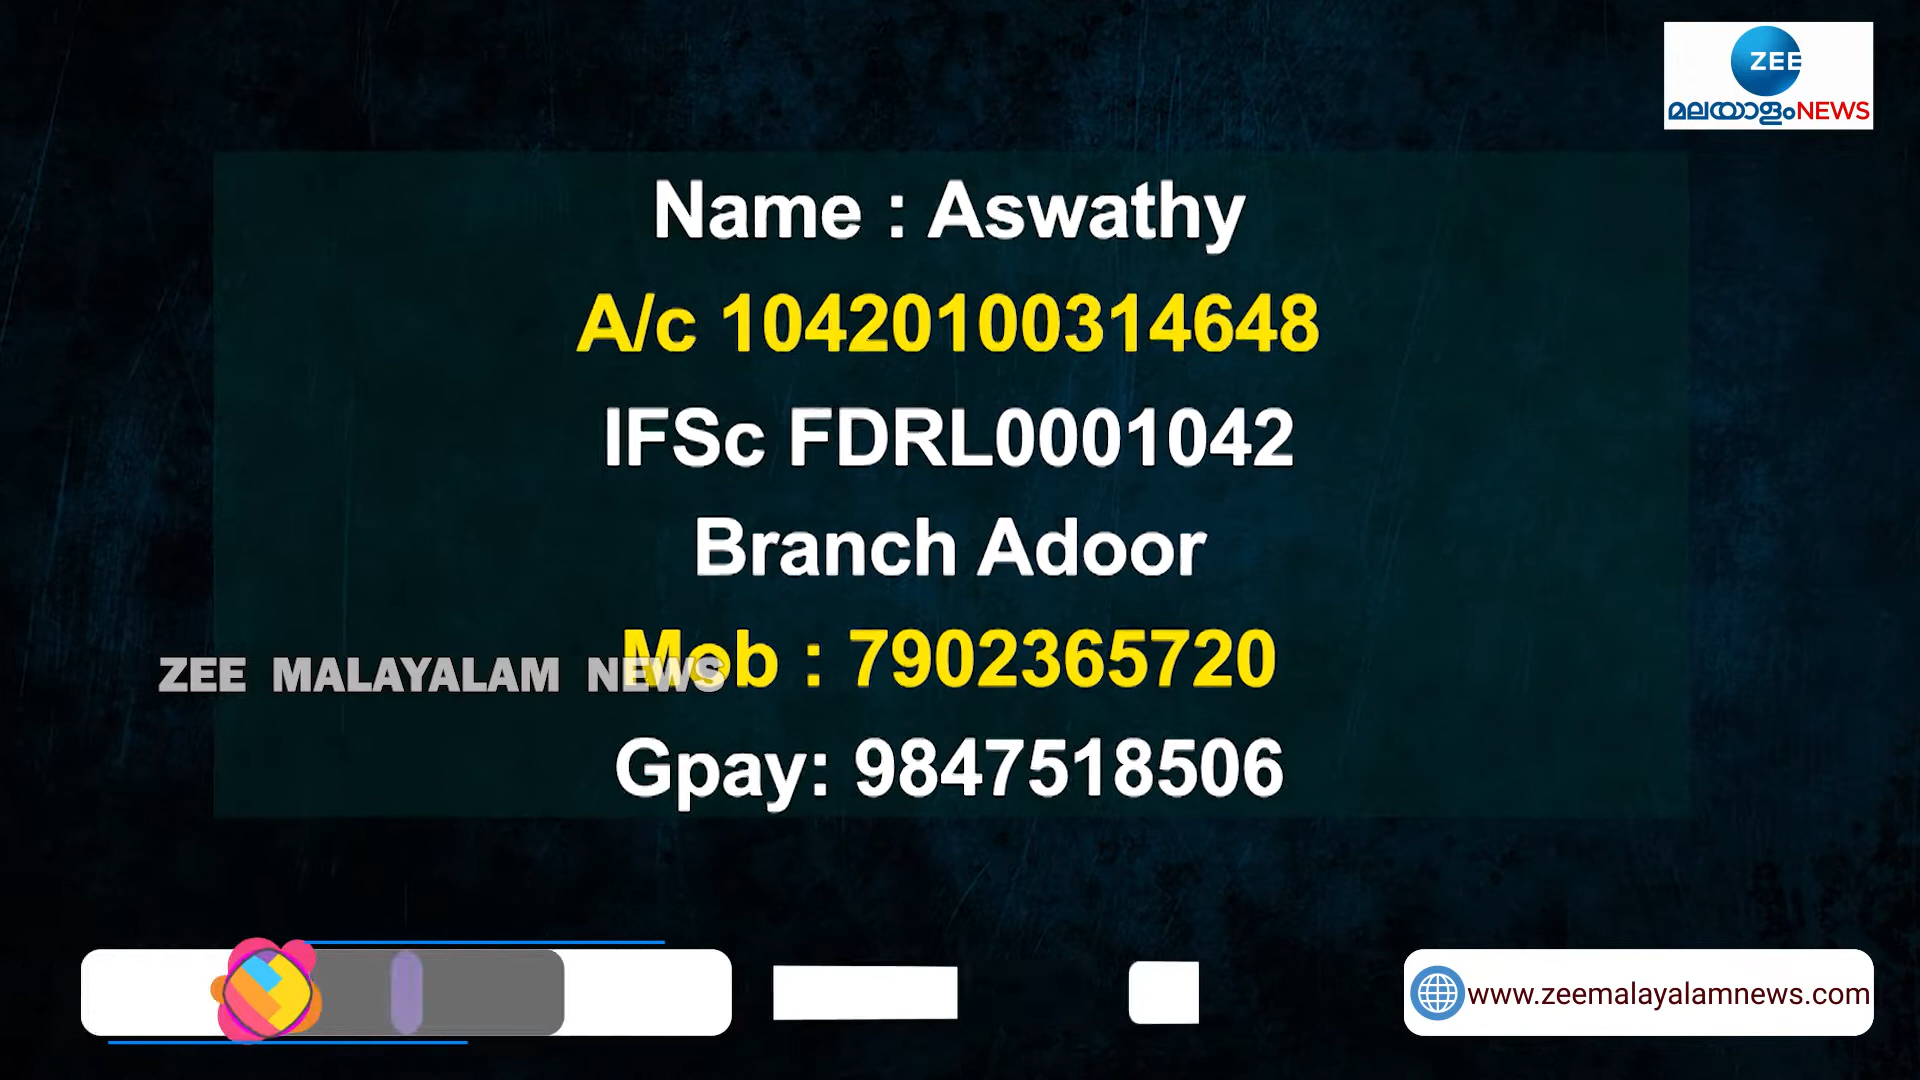 ZEE
മലയാളം NEWS
Name : Aswathy
A/c 10420100314648
IFSc FDRL0001042
Branch Adoor
Mob : 7902365720
ZEE MALAYALAM NEWS
Gpay: 9847518506
www.zeemalayalamnews.com